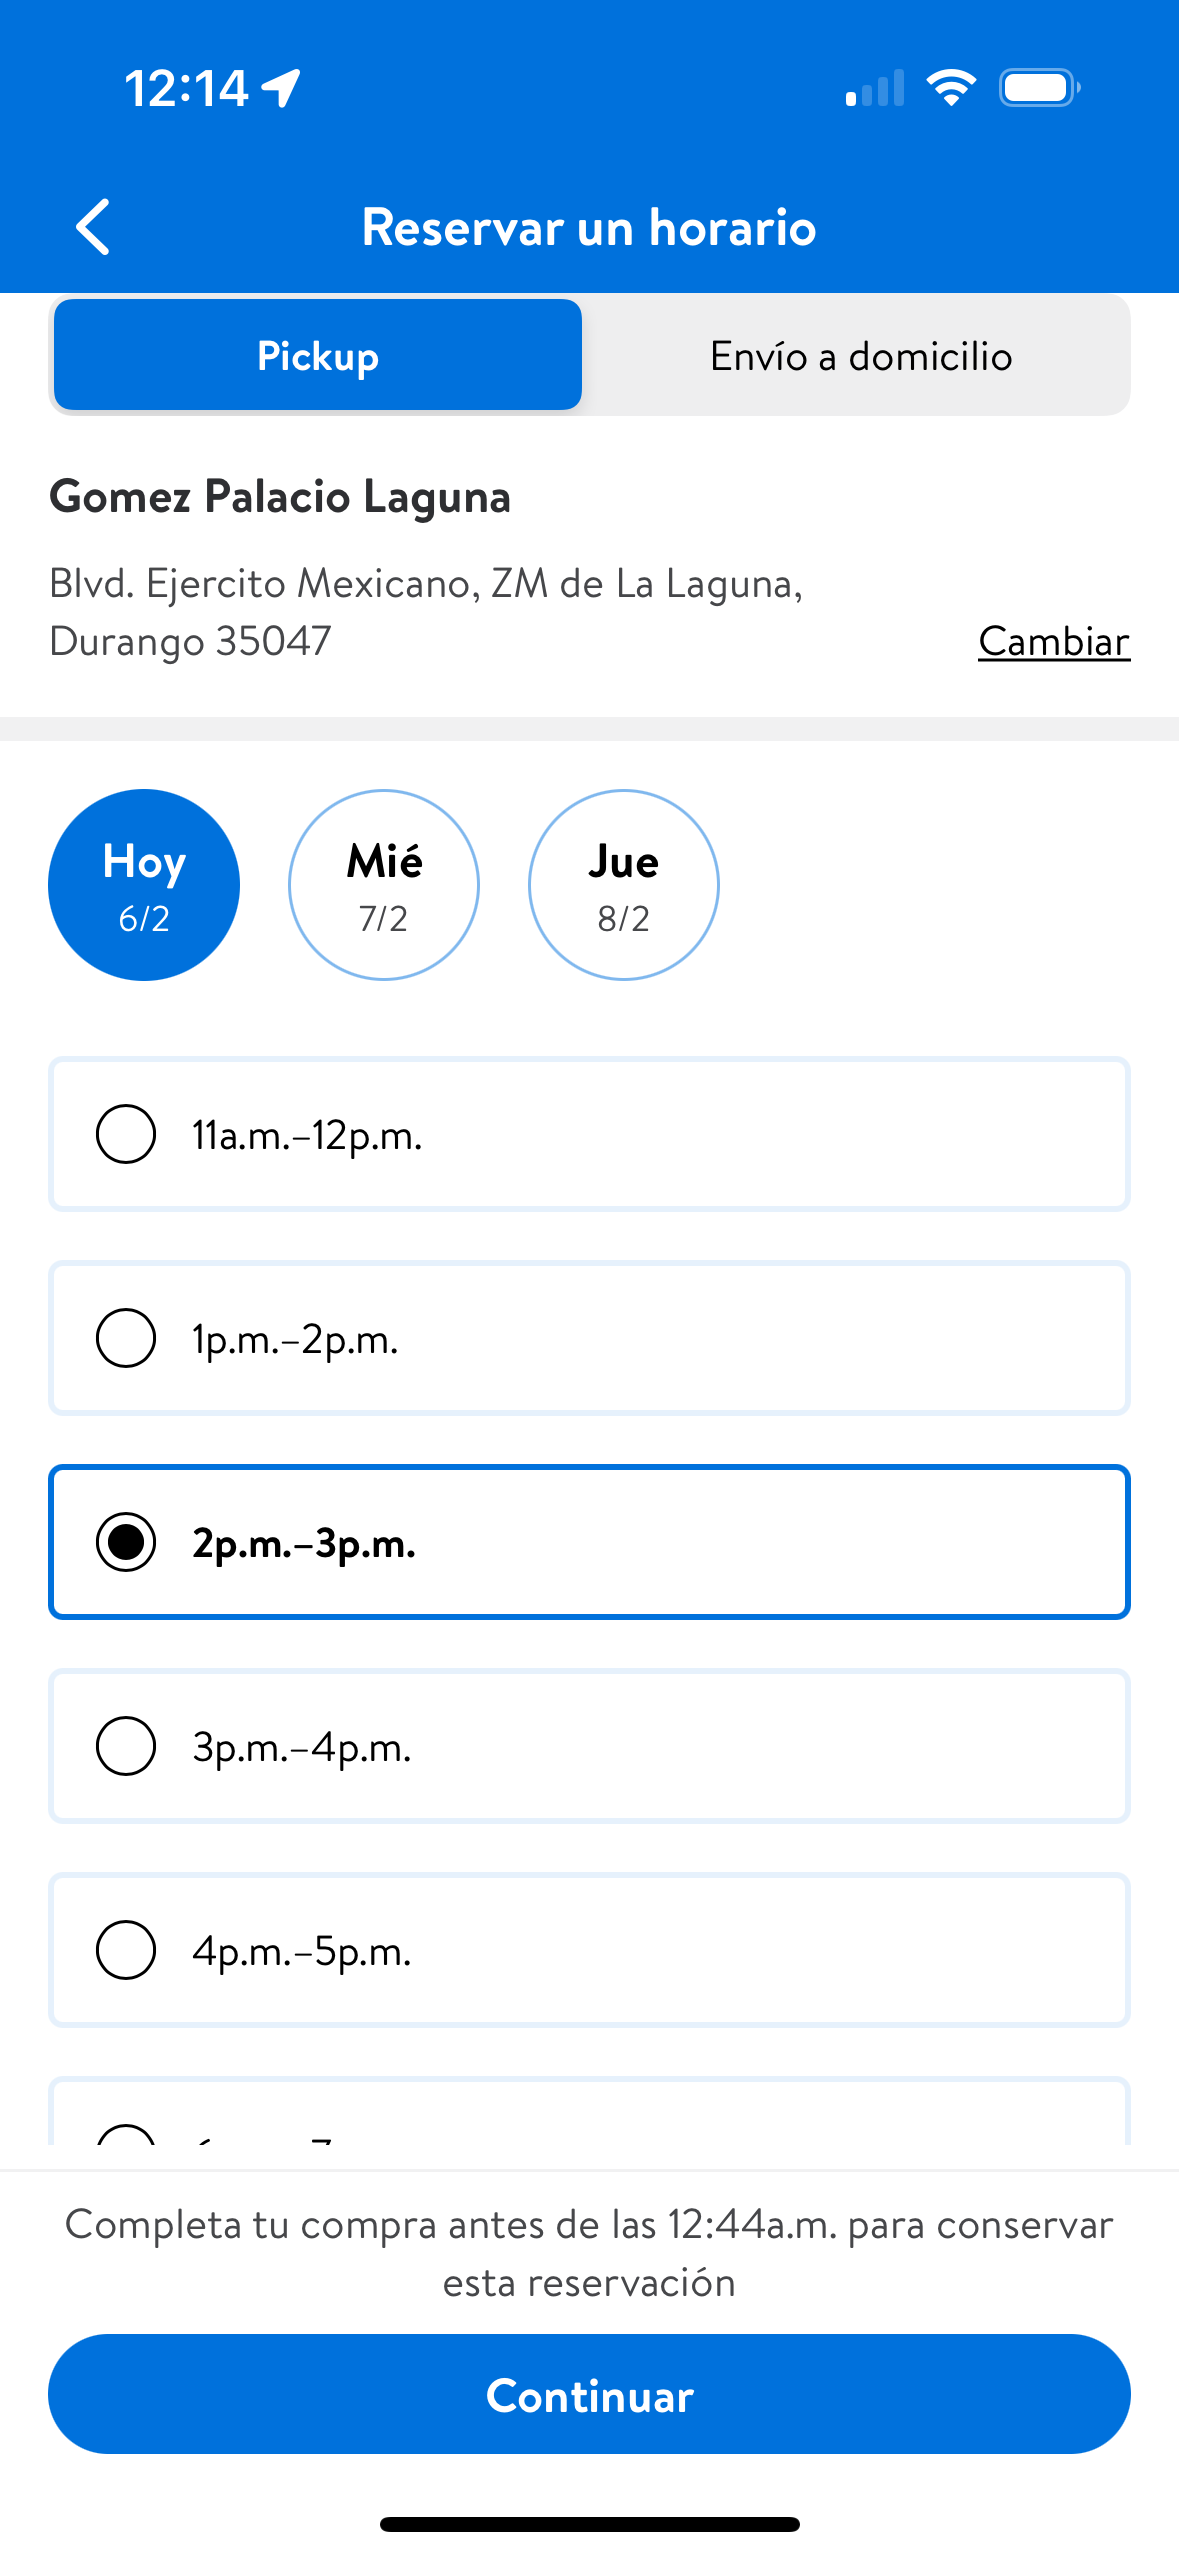 12:14
Reservar un horario
Pickup
Envío a domicilio
Gomez Palacio Laguna
Blvd. Ejercito Mexicano, ZM de La Laguna,
Durango 35047
Cambiar
Hoy
6/2
Mié
7/2
Jue
8/2
11a.m.–12p.m.
1p.m.–2p.m.
2p.m.–3p.m.
3p.m.–4p.m.
4p.m.–5p.m.
Completa tu compra antes de las 12:44a.m. para conservar
esta reservación
Continuar